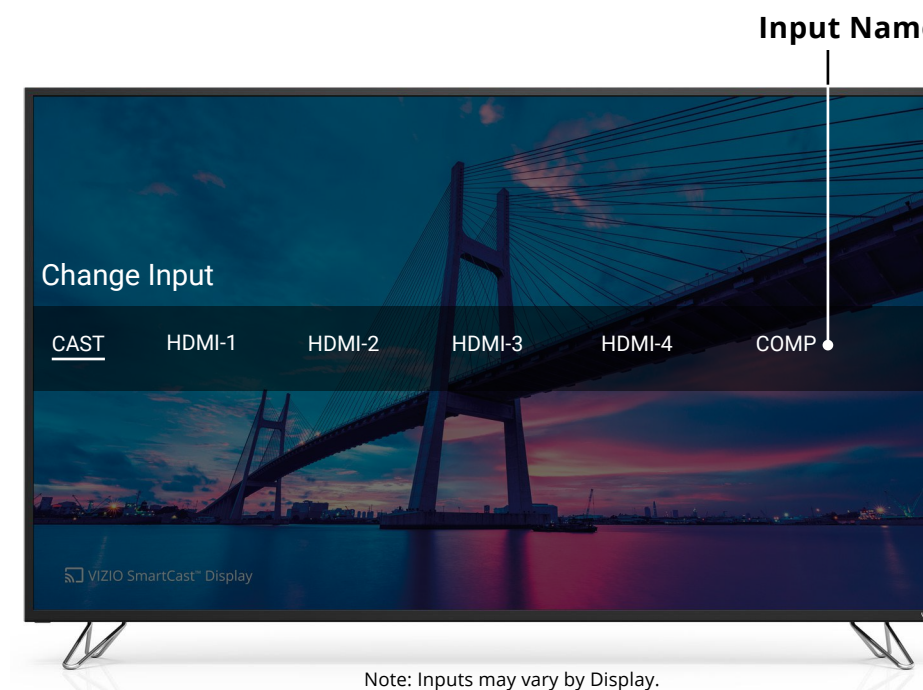 Input Nam
Change Input
CAST HDMI-1 HDMI-2 HDMI-3 HDMI-4 COMP
VIZIO SmartCast™ Display
Note: Inputs may vary by Display.